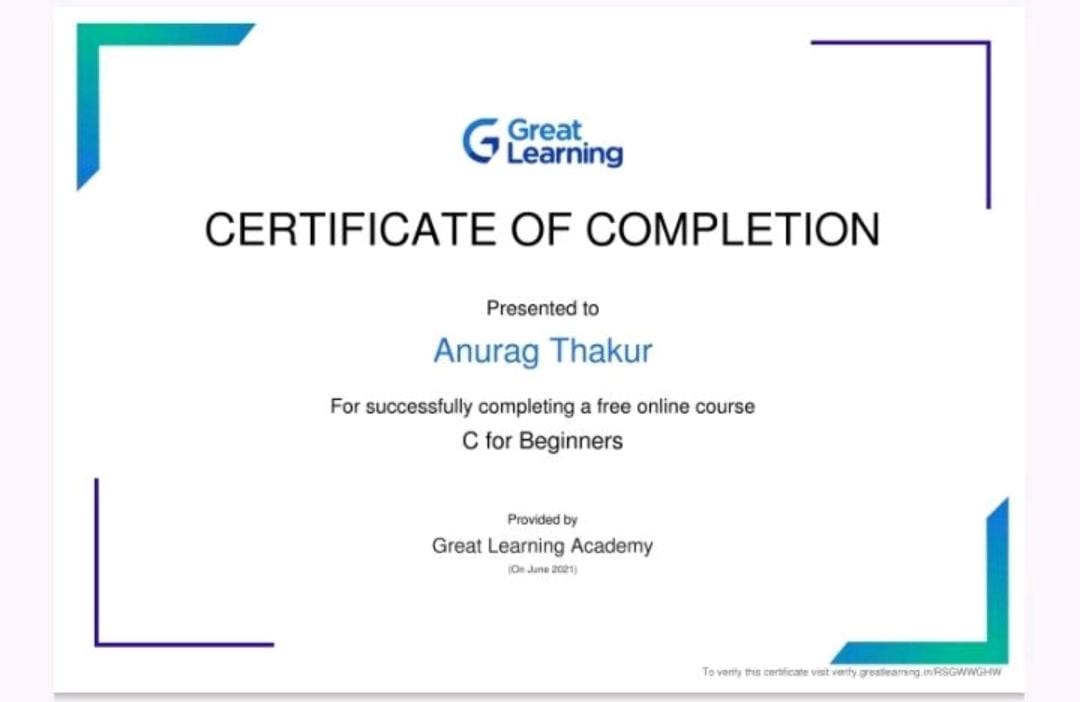 Great
Learning
CERTIFICATE OF COMPLETION
Presented to
Anurag Thakur
For successfully completing a free online course
C for Beginners
Provided by
Great Learning Academy
(On June 2021)
To verify this certificate visit verify.greatlearning.in/RSGWWGHW